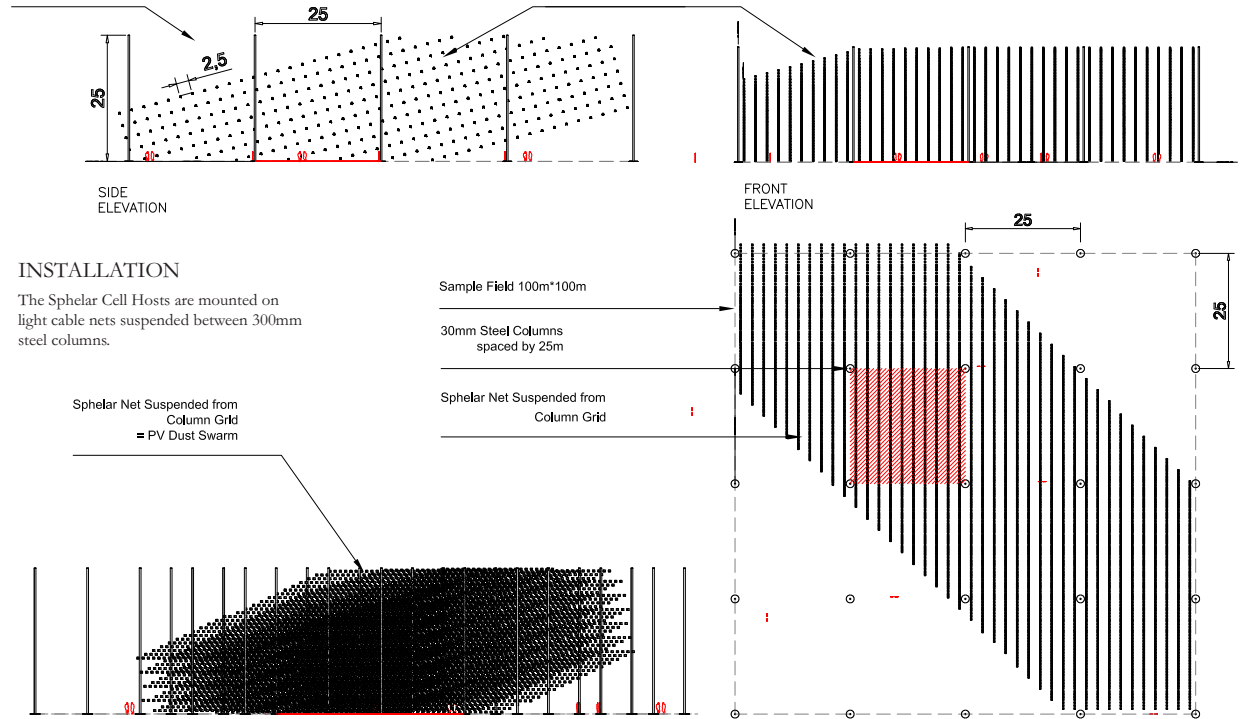 25
2,5
25
SIDE
ELEVATION
FRONT
ELEVATION
25
25
INSTALLATION
The Sphelar Cell Hosts are mounted on
light cable nets suspended between 300mm
steel columns.
Sample Field 100m*100m
30mm Steel Columns
spaced by 25m
Sphelar Net Suspended from
Column Grid
Sphelar Net Suspended from
Column Grid
= PV Dust Swarm